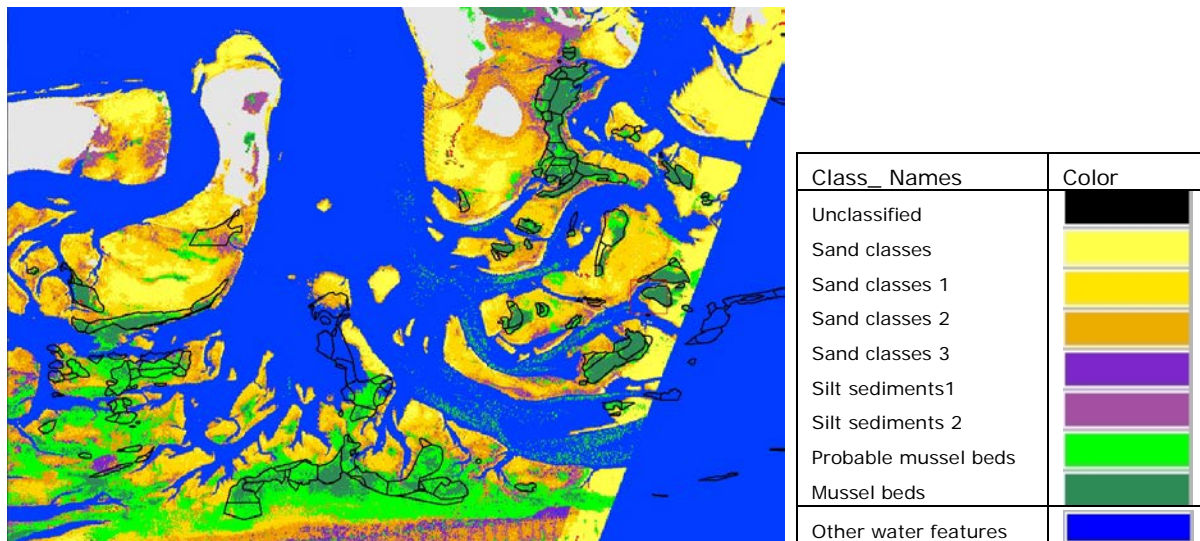 Class_ Names Color
Unclassified
Sand classes
Sand classes 1
Sand classes 2
Sand classes 3
Silt sediments1
Silt sediments 2
Probable mussel beds
Mussel beds
Other water features